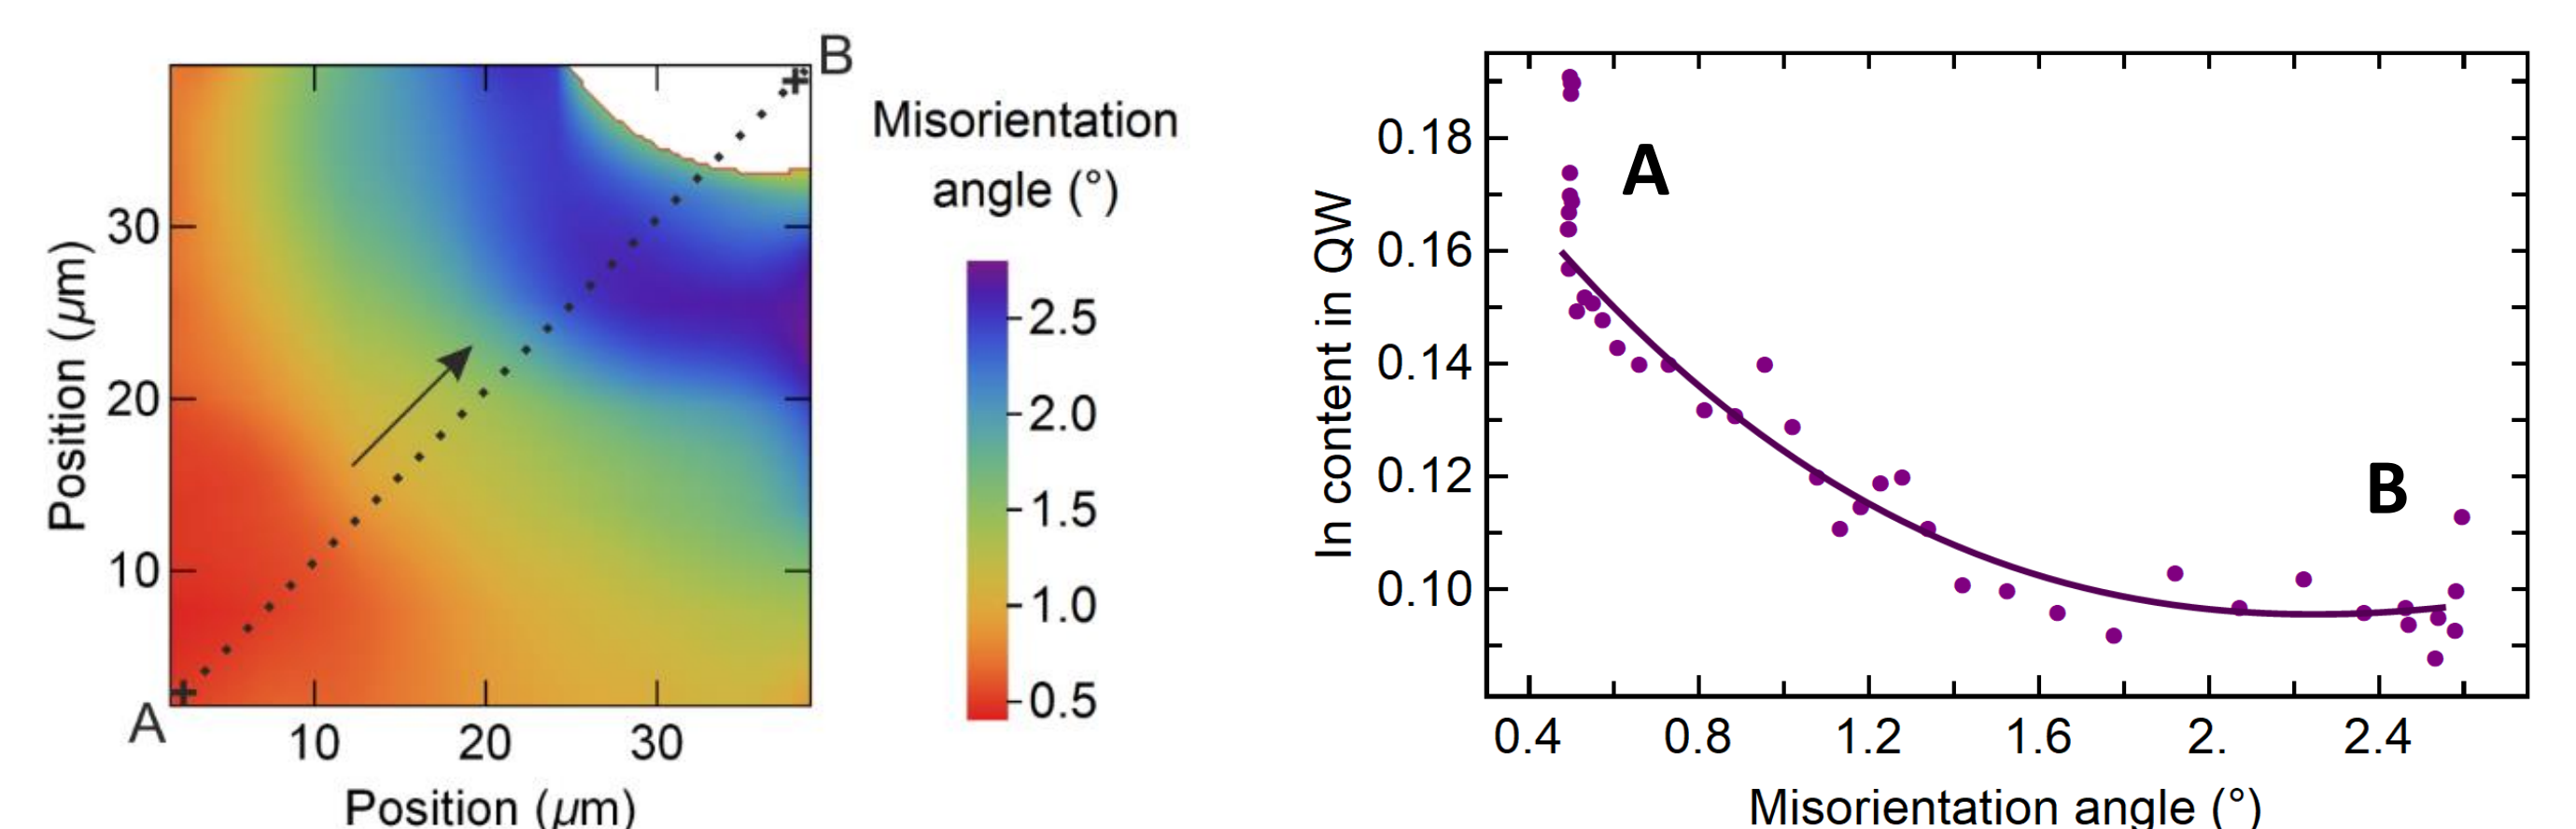 B
30
20
10
Position (µm)
A
10 20 30
Position (µm)
Misorientation
angle (°)
2.5
2.0
1.5
1.0
0.5
In content in QW
0.18
0.16
0.14
0.12
0.10
A
B
0.4 0.8 1.2 1.6 2. 2.4
Misorientation angle (°)